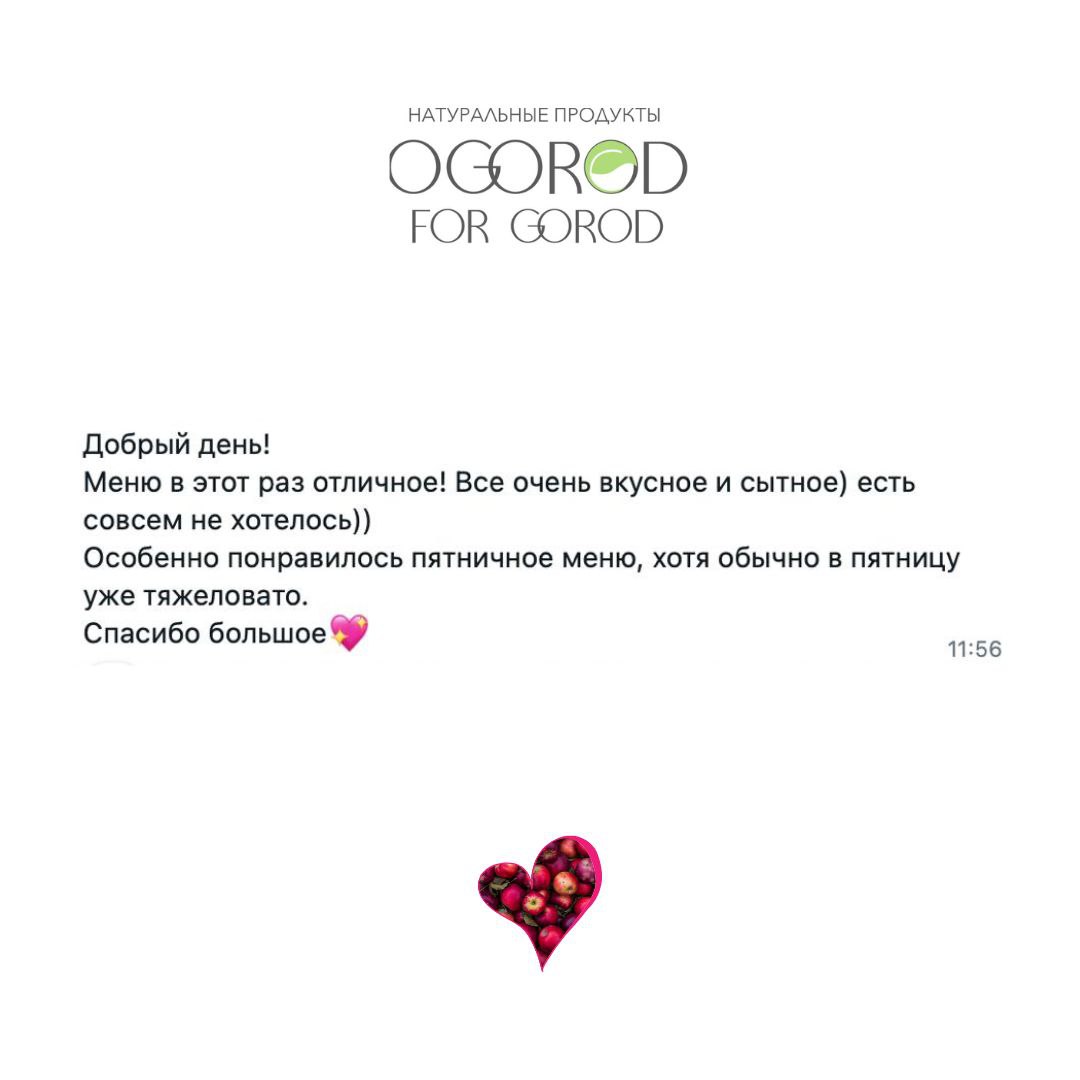 НАТУРАЛЬНЫЕ ПРОДУКТЫ
OGOROD
FOR GOROD
Добрый день!
Меню в этот раз отличное! Все очень вкусное и сытное) есть
совсем не хотелось))
Особенно понравилось пятничное меню, хотя обычно в пятницу
уже тяжеловато.
Спасибо большое💖
11:56